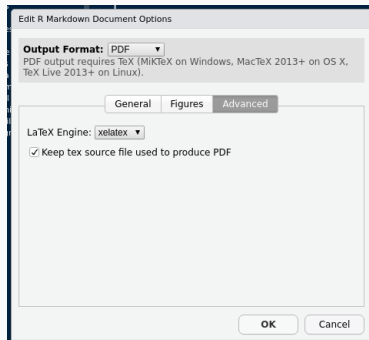 Edit R Markdown Document Options
Output Format: PDF
PDF output requires TeX (MiKTeX on Windows, MacTeX 2013+ on OS X,
TeX Live 2013+ on Linux).
General Figures Advanced
LaTeX Engine: xelatex
Keep tex source file used to produce PDF
OK Cancel